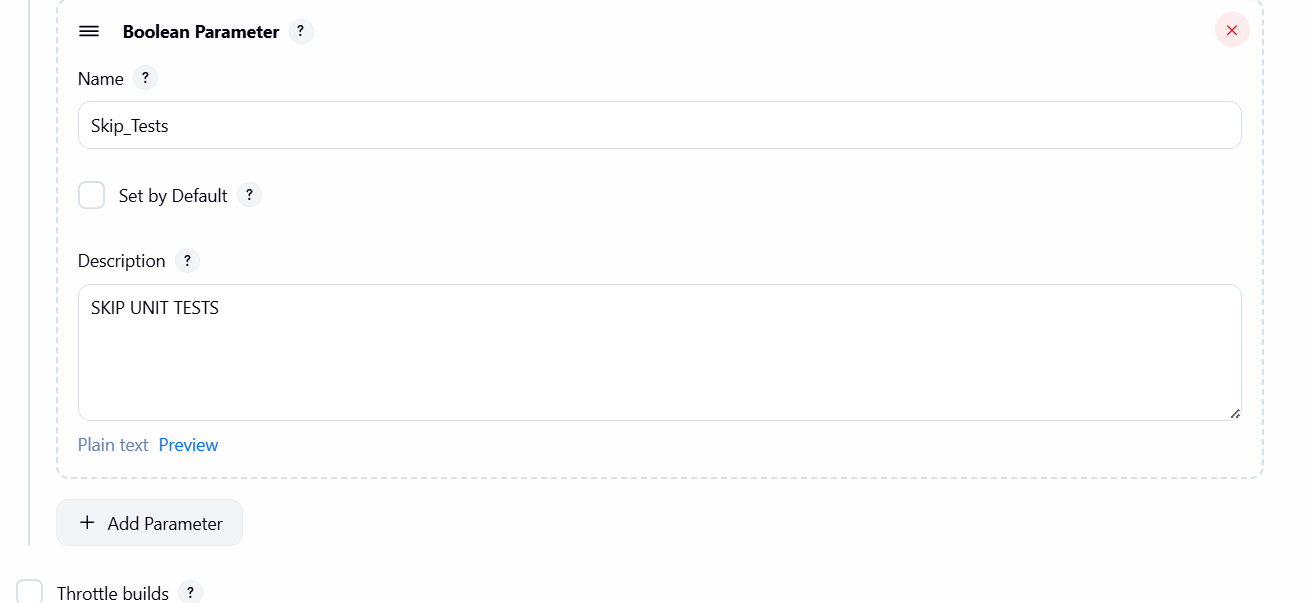 Boolean Parameter ?
Name ?
Skip_Tests
Set by Default ?
Description ?
SKIP UNIT TESTS
Plain text Preview
+ Add Parameter
Throttle builds ?